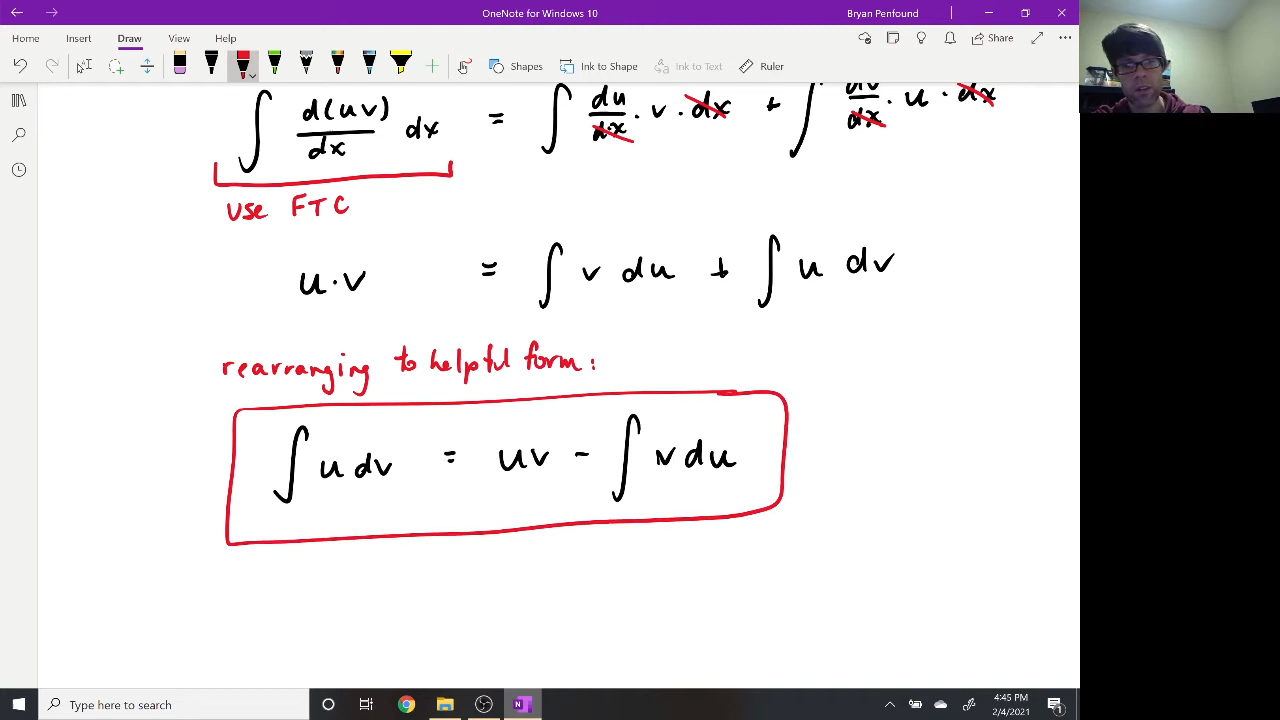 OneNote for Windows 10
Bryan Penfound
Home Insert Draw View Help
Share
Shapes Ink to Shape Ink to Text Ruler
∫ d(uv)/dx dx = ∫ du/dx · v · dx + ∫ dv/dx · u · dx
use FTC
u·v = ∫ v du + ∫ u dv
rearranging to helpful form:
∫ u dv = uv - ∫ v du
Type here to search
4:45 PM
2/4/2021
1